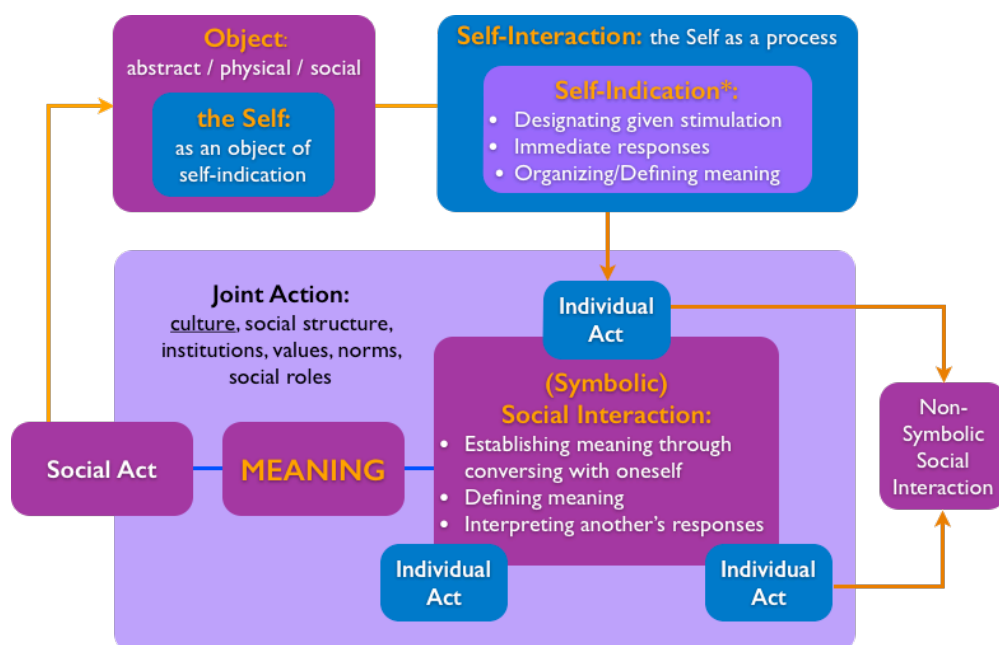 Object:
abstract / physical / social
the Self:
as an object of
self-indication
Self-Interaction: the Self as a process
Self-Indication*:
• Designating given stimulation
• Immediate responses
• Organizing/Defining meaning
Joint Action:
culture, social structure,
institutions, values, norms,
social roles
Individual
Act
(Symbolic)
Social Interaction:
• Establishing meaning through
conversing with oneself
• Defining meaning
• Interpreting another's responses
Social Act
MEANING
Non-
Symbolic
Social
Interaction
Individual
Act
Individual
Act